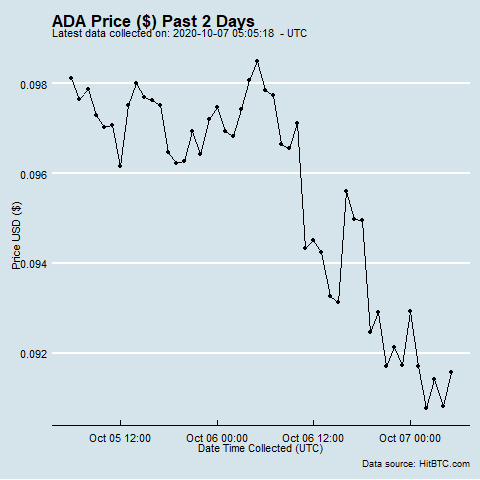 ADA Price ($) Past 2 Days
Latest data collected on: 2020-10-07 05:05:18 - UTC
Price USD ($)
0.098
0.096
0.094
0.092
Oct 05 12:00
Oct 06 00:00
Oct 06 12:00
Oct 07 00:00
Date Time Collected (UTC)
Data source: HitBTC.com